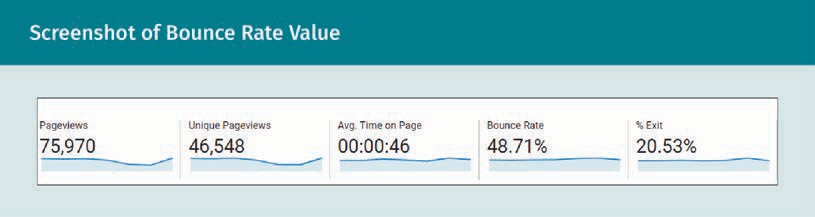 Screenshot of Bounce Rate Value
Pageviews
75,970
Unique Pageviews
46,548
Avg. Time on Page
00:00:46
Bounce Rate
48.71%
% Exit
20.53%